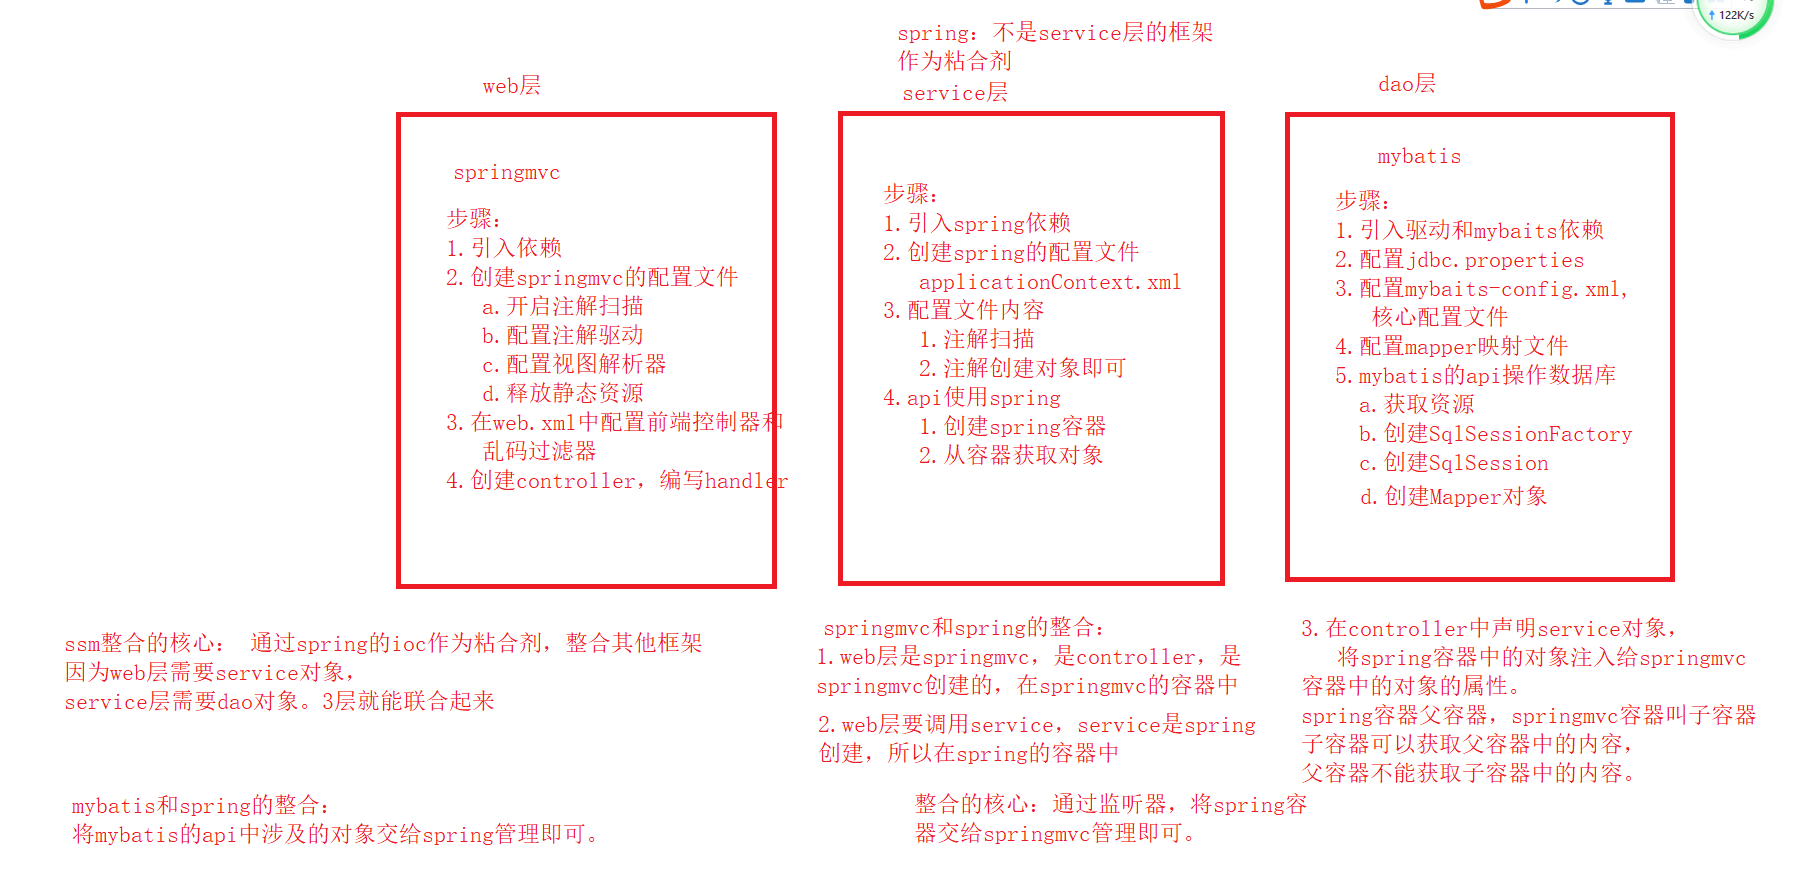 122K/s
spring：不是service层的框架
作为粘合剂
web层
service层
dao层
springmvc
步骤：
1.引入依赖
2.创建springmvc的配置文件
a.开启注解扫描
b.配置注解驱动
c.配置视图解析器
d.释放静态资源
3.在web.xml中配置前端控制器和
乱码过滤器
4.创建controller，编写handler
步骤：
1.引入spring依赖
2.创建spring的配置文件
applicationContext.xml
3.配置文件内容
1.注解扫描
2.注解创建对象即可
4.api使用spring
1.创建spring容器
2.从容器获取对象
mybatis
步骤：
1.引入驱动和mybaits依赖
2.配置jdbc.properties
3.配置mybaits-config.xml,
核心配置文件
4.配置mapper映射文件
5.mybatis的api操作数据库
a.获取资源
b.创建SqlSessionFactory
c.创建SqlSession
d.创建Mapper对象
ssm整合的核心： 通过spring的ioc作为粘合剂，整合其他框架
因为web层需要service对象，
service层需要dao对象。3层就能联合起来
mybatis和spring的整合：
将mybatis的api中涉及的对象交给spring管理即可。
springmvc和spring的整合：
1.web层是springmvc，是controller，是
springmvc创建的，在springmvc的容器中
2.web层要调用service，service是spring
创建，所以在spring的容器中
整合的核心：通过监听器，将spring容
器交给springmvc管理即可。
3.在controller中声明service对象，
将spring容器中的对象注入给springmvc
容器中的对象的属性。
spring容器父容器，springmvc容器叫子容器
子容器可以获取父容器中的内容，
父容器不能获取子容器中的内容。